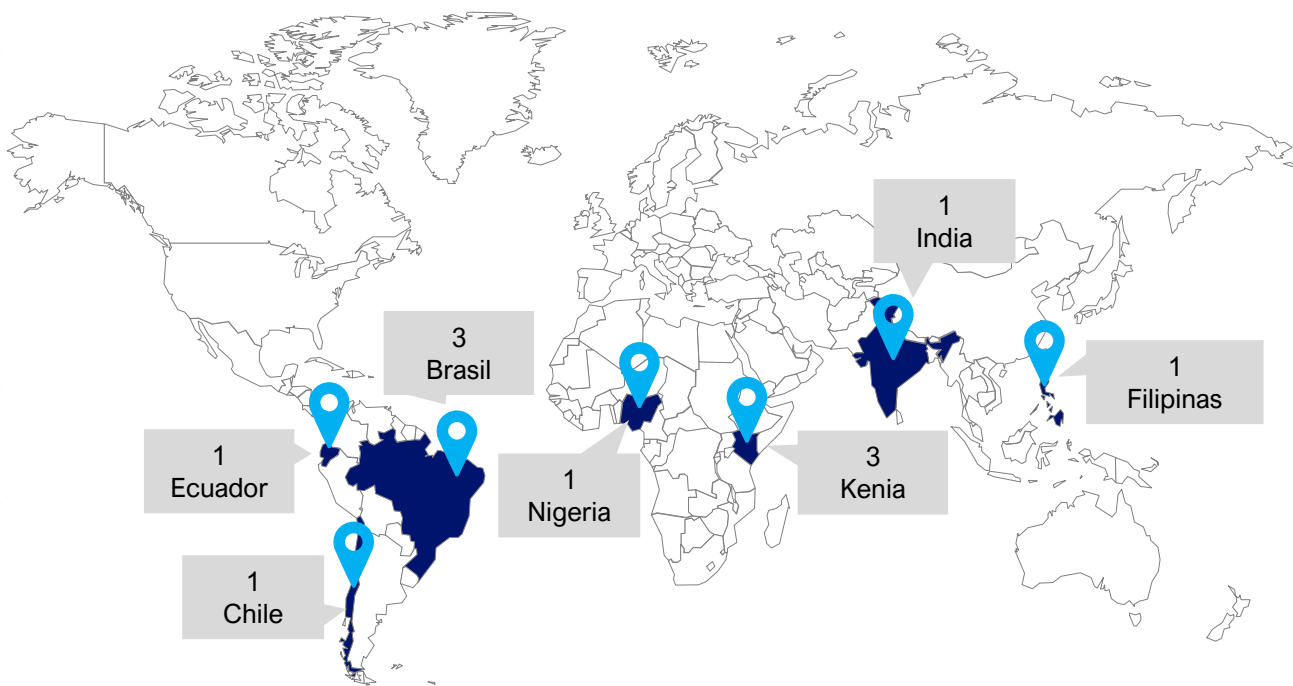 1
India
3
Brasil
1
Filipinas
1
Ecuador
1
Nigeria
3
Kenia
1
Chile